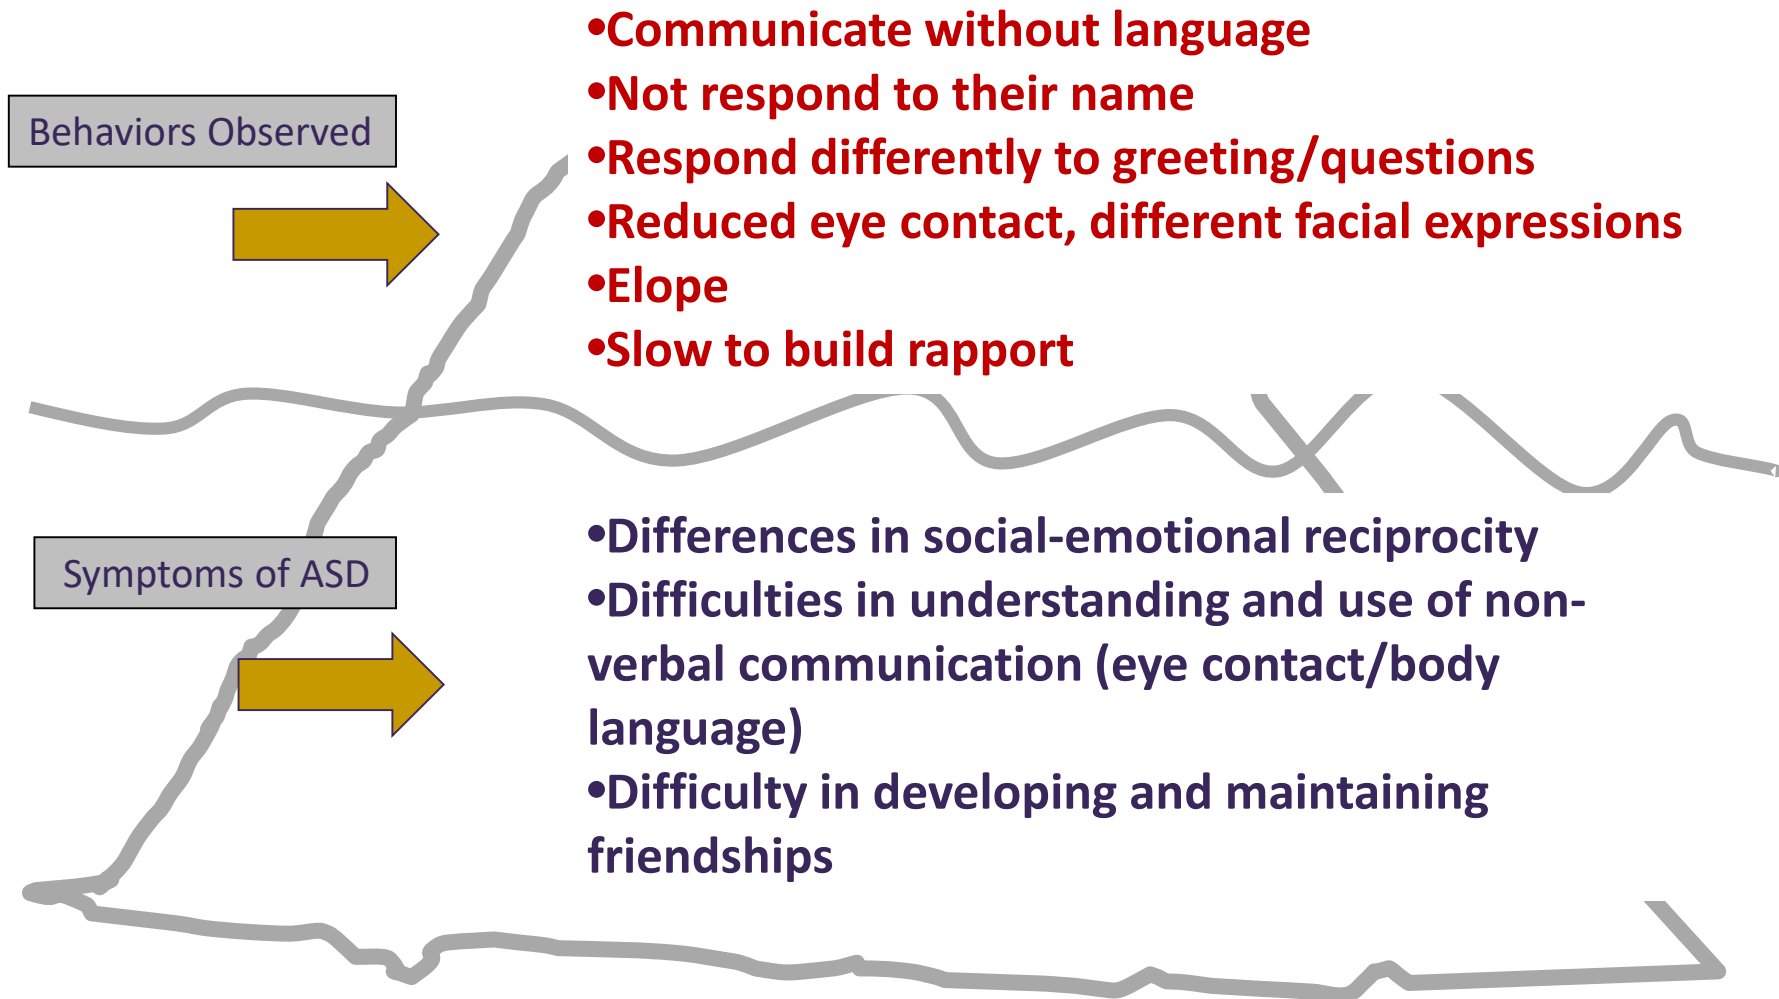 Behaviors Observed
•Communicate without language
•Not respond to their name
•Respond differently to greeting/questions
•Reduced eye contact, different facial expressions
•Elope
•Slow to build rapport
Symptoms of ASD
•Differences in social-emotional reciprocity
•Difficulties in understanding and use of non-
verbal communication (eye contact/body
language)
•Difficulty in developing and maintaining
friendships